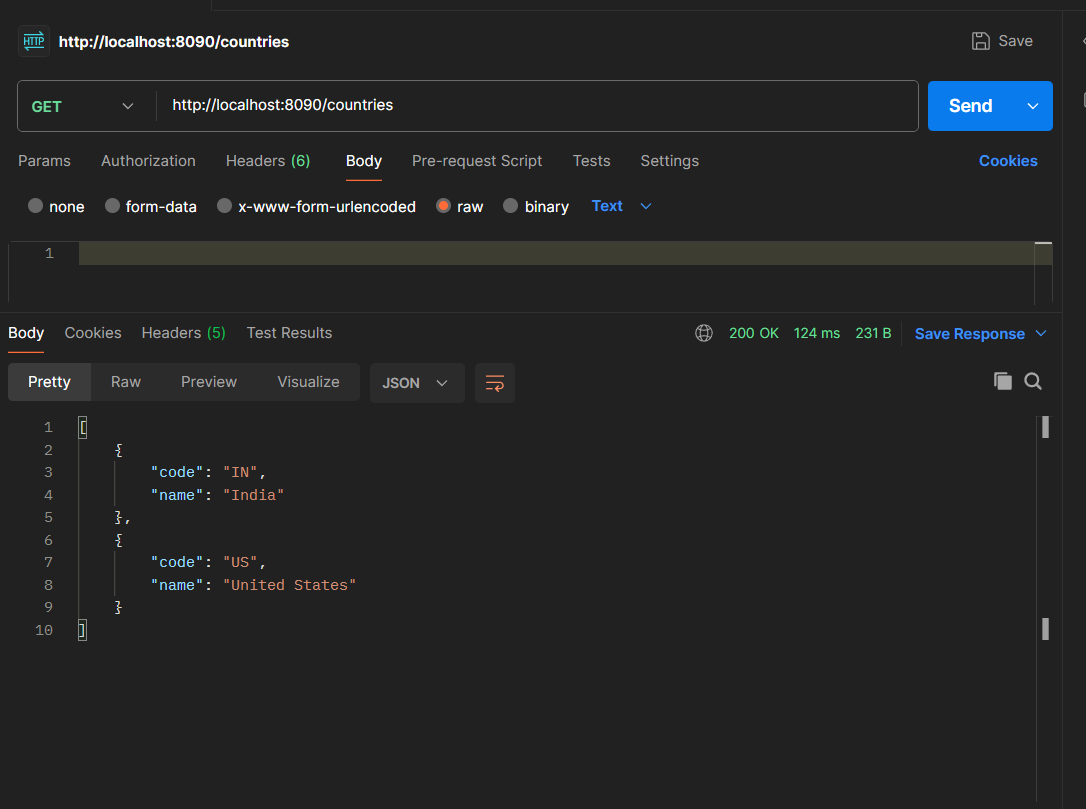 HTTP http://localhost:8090/countries Save
GET http://localhost:8090/countries Send
Params Authorization Headers (6) Body Pre-request Script Tests Settings Cookies
none form-data x-www-form-urlencoded raw binary Text
1
Body Cookies Headers (5) Test Results 200 OK 124 ms 231 B Save Response
Pretty Raw Preview Visualize JSON
1 [
2 {
3 "code": "IN",
4 "name": "India"
5 },
6 {
7 "code": "US",
8 "name": "United States"
9 }
10 ]